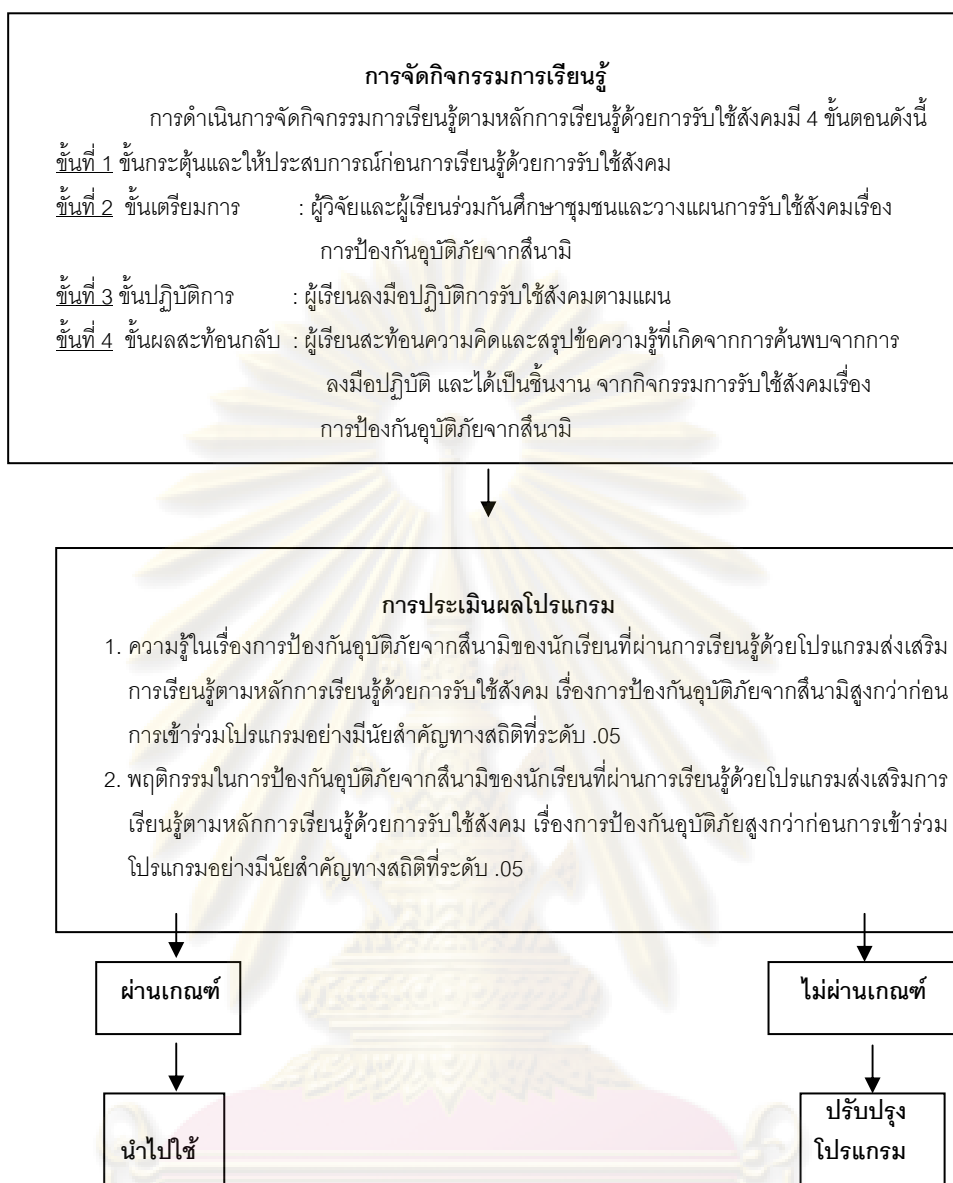 การจัดกิจกรรมการเรียนรู้
การดำเนินการจัดกิจกรรมการเรียนรู้ตามหลักการเรียนรู้ด้วยการรับใช้สังคมมี 4 ขั้นตอนดังนี้
ขั้นที่ 1 ขั้นกระตุ้นและให้ประสบการณ์ก่อนการเรียนรู้ด้วยการรับใช้สังคม
ขั้นที่ 2 ขั้นเตรียมการ : ผู้วิจัยและผู้เรียนร่วมกันศึกษาชุมชนและวางแผนการรับใช้สังคมเรื่อง
การป้องกันอุบัติภัยจากสึนามิ
ขั้นที่ 3 ขั้นปฏิบัติการ : ผู้เรียนลงมือปฏิบัติการรับใช้สังคมตามแผน
ขั้นที่ 4 ขั้นผลสะท้อนกลับ : ผู้เรียนสะท้อนความคิดและสรุปข้อความรู้ที่เกิดจากการค้นพบจากการ
ลงมือปฏิบัติ และได้เป็นชิ้นงาน จากกิจกรรมการรับใช้สังคมเรื่อง
การป้องกันอุบัติภัยจากสึนามิ
การประเมินผลโปรแกรม
1. ความรู้ในเรื่องการป้องกันอุบัติภัยจากสึนามิของนักเรียนที่ผ่านการเรียนรู้ด้วยโปรแกรมส่งเสริม
การเรียนรู้ตามหลักการเรียนรู้ด้วยการรับใช้สังคม เรื่องการป้องกันอุบัติภัยจากสึนามิสูงกว่าก่อน
การเข้าร่วมโปรแกรมอย่างมีนัยสำคัญทางสถิติที่ระดับ .05
2. พฤติกรรมในการป้องกันอุบัติภัยจากสึนามิของนักเรียนที่ผ่านการเรียนรู้ด้วยโปรแกรมส่งเสริมการ
เรียนรู้ตามหลักการเรียนรู้ด้วยการรับใช้สังคม เรื่องการป้องกันอุบัติภัยสูงกว่าก่อนการเข้าร่วม
โปรแกรมอย่างมีนัยสำคัญทางสถิติที่ระดับ .05
ผ่านเกณฑ์
ไม่ผ่านเกณฑ์
นำไปใช้
ปรับปรุง
โปรแกรม